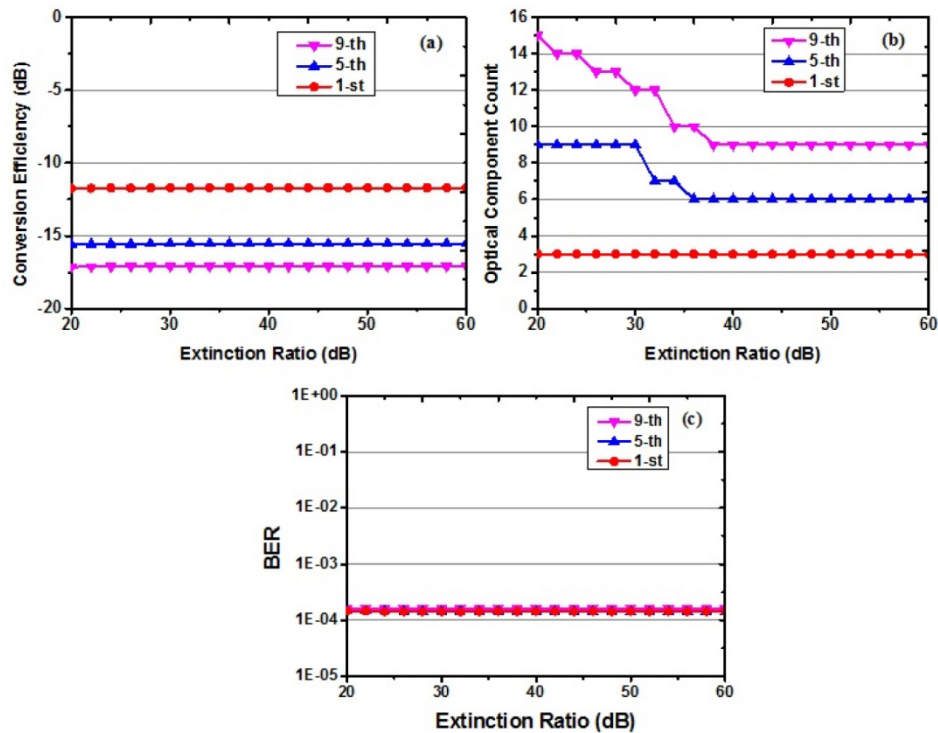 (a)
9-th
5-th
1-st
Conversion Efficiency (dB)
0
-5
-10
-15
-20
20 30 40 50 60
Extinction Ratio (dB)
(b)
9-th
5-th
1-st
Optical Component Count
16
14
12
10
8
6
4
2
0
20 30 40 50 60
Extinction Ratio (dB)
(c)
9-th
5-th
1-st
BER
1E+00
1E-01
1E-02
1E-03
1E-04
1E-05
20 30 40 50 60
Extinction Ratio (dB)